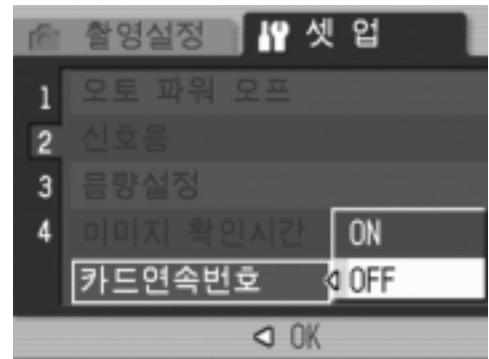 촬영설정 셋 업
1 오토 파워 오프
2 신호음
3 음량설정
4 이미지 확인시간 ON
카드연속번호 OFF
OK